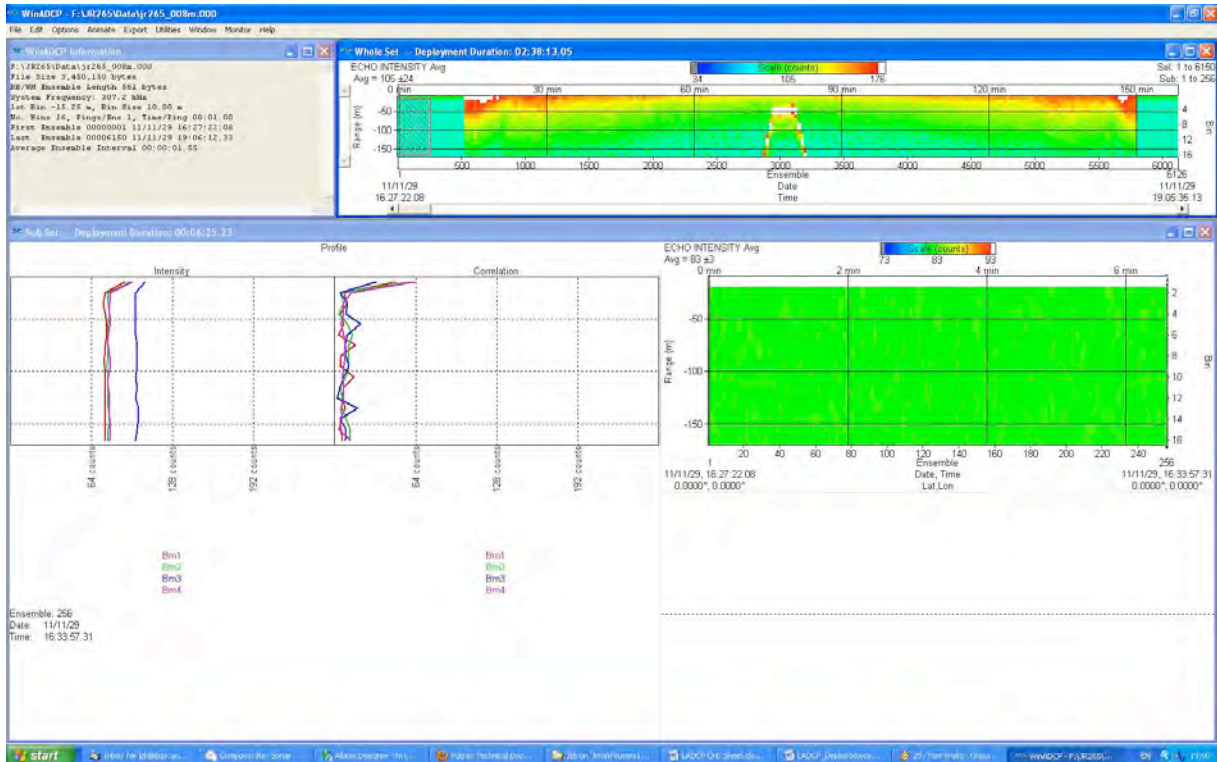 WinADCP - F:\JR265\Data\jr265_008m.000
File Edit Options Animate Export Utilities Window Monitor Help
WinADCP Information
F:\JR265\Data\jr265_008m.000
File Size 3,450,150 bytes
BB/WH Ensemble Length 561 bytes
System Frequency: 307.2 kHz
1st Bin -15.25 m, Bin Size 10.00 m
No. Bins 16, Pings/Ens 1, Time/Ping 00:01.00
First Ensemble 00000001 11/11/29 16:27:22.08
Last Ensemble 00006150 11/11/29 19:06:12.33
Average Ensemble Interval 00:00:01.55
Whole Set - Deployment Duration: 02:38:13.05
ECHO INTENSITY Avg
Avg = 105 ±24
Scale (counts)
34 105 176
Sel: 1 to 6150
Sub: 1 to 256
0 min 30 min 60 min 90 min 120 min 150 min
Range (m)
-50
-100
-150
4
8
12
16
Bin
500 1000 1500 2000 2500 3000 3500 4000 4500 5000 5500 6000
1 Ensemble 6126
11/11/29 Date 11/11/29
16:27:22.08 Time 19:05:35.13
Sub Set Deployment Duration: 00:06:35.23
Profile
Intensity Correlation
64 counts
128 counts
192 counts
64 counts
128 counts
192 counts
Bm1 Bm1
Bm2 Bm2
Bm3 Bm3
Bm4 Bm4
Ensemble: 256
Date: 11/11/29
Time: 16:33:57.31
ECHO INTENSITY Avg
Avg = 83 ±3
Scale (counts)
73 83 93
0 min 2 min 4 min 6 min
Range (m)
-50
-100
-150
2
4
6
8
10
12
14
16
Bin
20 40 60 80 100 120 140 160 180 200 220 240
1 Ensemble 256
11/11/29, 16:27:22.08 Date, Time 11/11/29, 16:33:57.31
0.0000°, 0.0000° Lat,Lon 0.0000°, 0.0000°
start
WinADCP - F:\JR265\...
EN